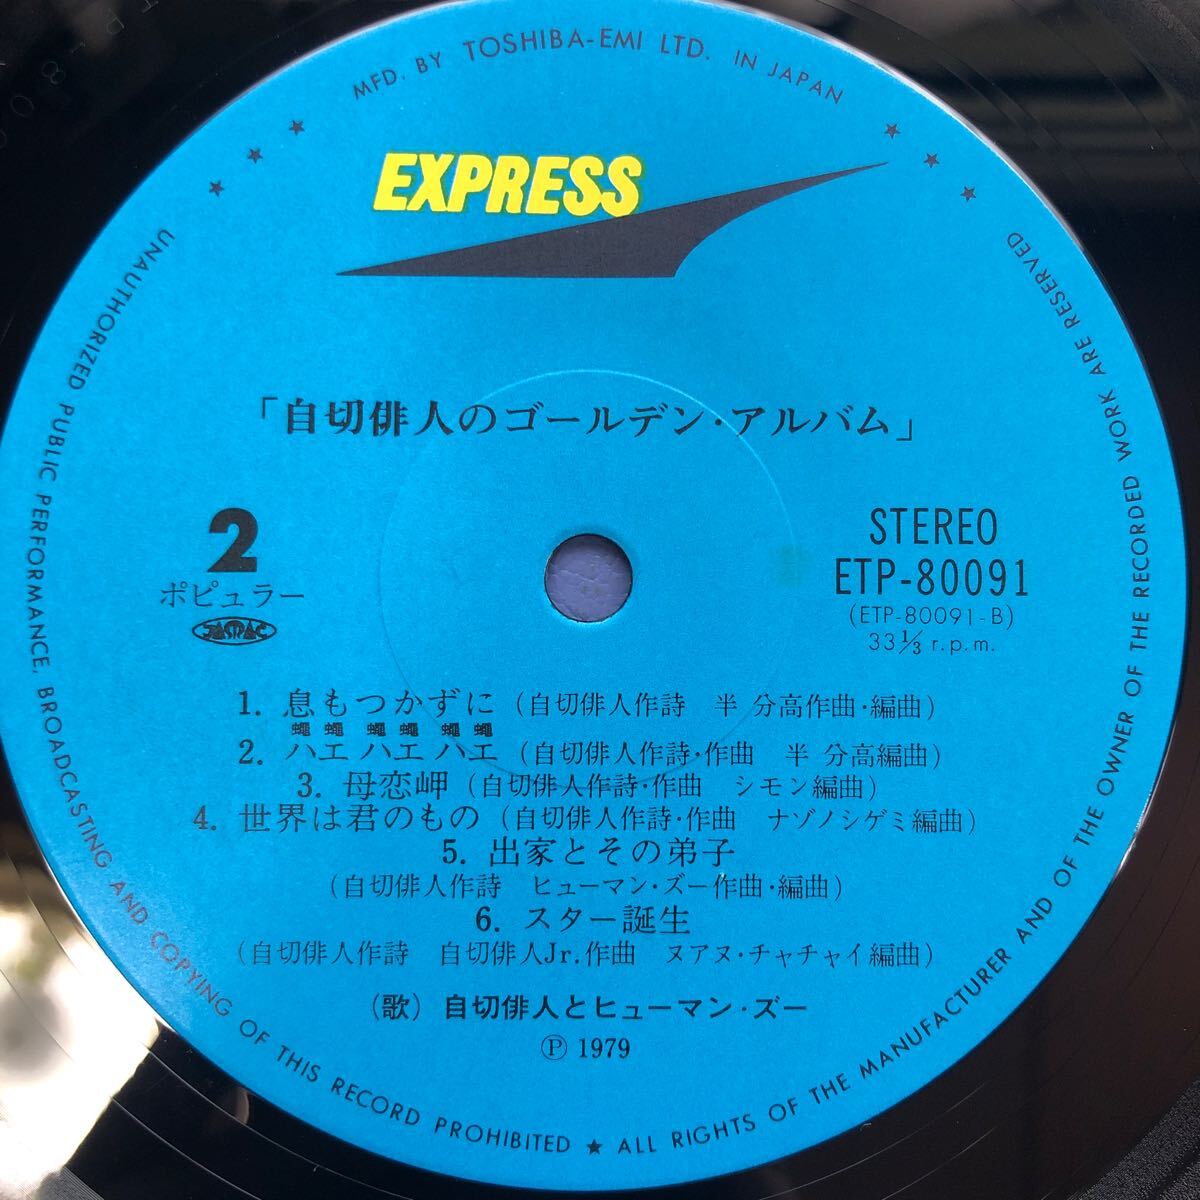 MFD. BY TOSHIBA-EMI LTD. IN JAPAN
★ ★ ★
★ ★ ★
EXPRESS
「自切俳人のゴールデン・アルバム」
2
ポピュラー
JASRAC
STEREO
ETP-80091
(ETP-80091-B)
33 1/3 r.p.m.
1. 息もつかずに (自切俳人作詩 半 分高作曲・編曲)
蠅蠅 蠅蠅 蠅蠅
2. ハエ ハエ ハエ (自切俳人作詩・作曲 半 分高編曲)
3. 母恋岬 (自切俳人作詩・作曲 シモン編曲)
4. 世界は君のもの (自切俳人作詩・作曲 ナゾノシゲミ編曲)
5. 出家とその弟子
(自切俳人作詩 ヒューマン・ズー作曲・編曲)
6. スター誕生
(自切俳人作詩 自切俳人Jr.作曲 ヌアヌ・チャチャイ編曲)
(歌) 自切俳人とヒューマン・ズー
Ⓟ 1979
UNAUTHORIZED PUBLIC PERFORMANCE, BROADCASTING AND COPYING OF THIS RECORD PROHIBITED ★ ALL RIGHTS OF THE MANUFACTURER AND OF THE OWNER OF THE RECORDED WORK ARE RESERVED